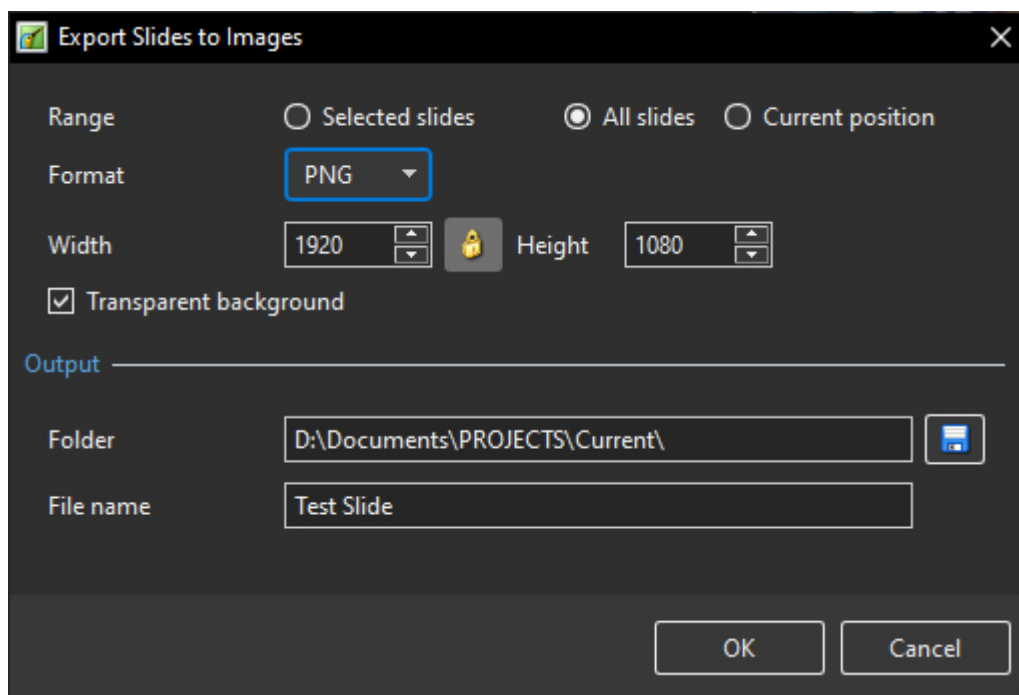 Export Slides to Images
Range Selected slides All slides Current position
Format PNG
Width 1920 Height 1080
Transparent background
Output
Folder D:\Documents\PROJECTS\Current\
File name Test Slide
OK Cancel